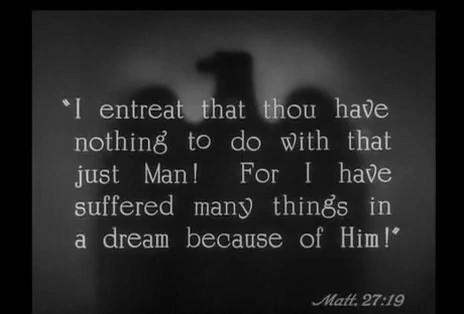 "I entreat that thou have
nothing to do with that
just Man! For I have
suffered many things in
a dream because of Him!"
Matt. 27:19